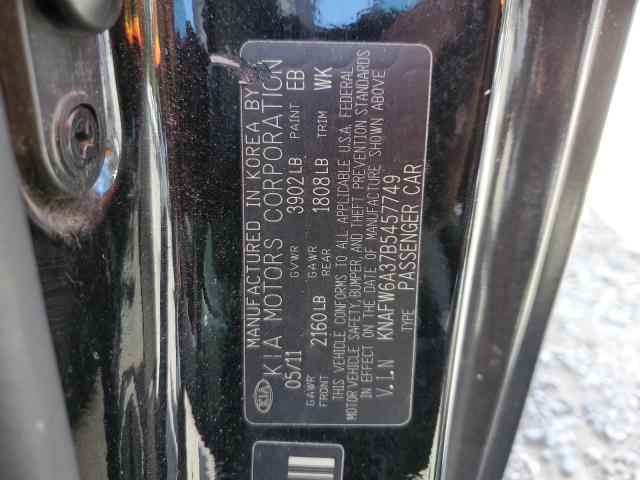 MANUFACTURED IN KOREA BY
KIA KIA MOTORS CORPORATION
05/11 GVWR 3902LB PAINT EB
GAWR FRONT 2160LB GAWR REAR 1808LB TRIM WK
THIS VEHICLE CONFORMS TO ALL APPLICABLE U.S.A. FEDERAL
MOTOR VEHICLE SAFETY, BUMPER, AND THEFT PREVENTION STANDARDS
IN EFFECT ON THE DATE OF MANUFACTURE SHOWN ABOVE
V.I.N KNAFW6A37B5457749
TYPE PASSENGER CAR